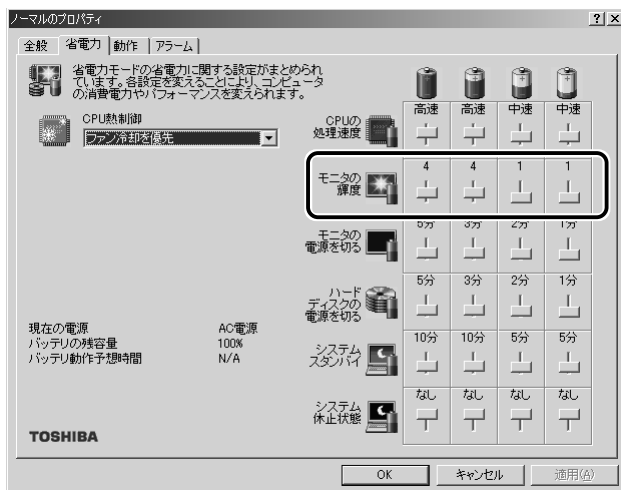 ノーマルのプロパティ
全般 省電力 動作 アラーム
省電力モードの省電力に関する設定がまとめられ
ています。各設定を変えることにより、コンピュータ
の消費電力やパフォーマンスを変えられます。
CPU熱制御
ファン冷却を優先
CPUの
処理速度
高速 高速 中速 中速
モニタの
輝度
4 4 1 1
モニタの
電源を切る
5分 3分 2分 1分
ハード
ディスクの
電源を切る
5分 3分 2分 1分
システム
スタンバイ
10分 10分 5分 5分
システム
休止状態
なし なし なし なし
現在の電源 AC電源
バッテリの残容量 100%
バッテリ動作予想時間 N/A
TOSHIBA
OK キャンセル 適用(A)